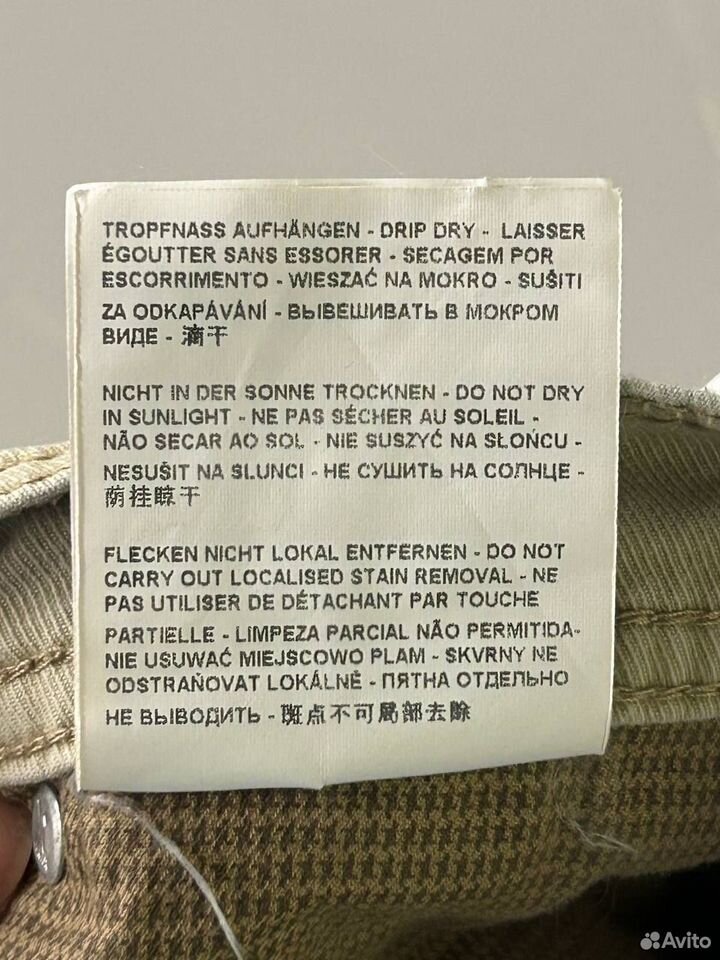 TROPFNASS AUFHÄNGEN - DRIP DRY - LAISSER
ÉGOUTTER SANS ESSORER - SECAGEM POR
ESCORRIMENTO - WIESZAĆ NA MOKRO - SUŠITI
ZA ODKAPÁVÁNÍ - ВЫВЕШИВАТЬ В МОКРОМ
ВИДЕ - 滴干
NICHT IN DER SONNE TROCKNEN - DO NOT DRY
IN SUNLIGHT - NE PAS SÉCHER AU SOLEIL -
NÃO SECAR AO SOL - NIE SUSZYĆ NA SŁOŃCU -
NESUŠIT NA SLUNCI - НЕ СУШИТЬ НА СОЛНЦЕ -
荫挂晾干
FLECKEN NICHT LOKAL ENTFERNEN - DO NOT
CARRY OUT LOCALISED STAIN REMOVAL - NE
PAS UTILISER DE DÉTACHANT PAR TOUCHE
PARTIELLE - LIMPEZA PARCIAL NÃO PERMITIDA-
NIE USUWAĆ MIEJSCOWO PLAM - SKVRNY NE
ODSTRAŇOVAT LOKÁLNĚ - ПЯТНА ОТДЕЛЬНО
НЕ ВЫВОДИТЬ - 斑点不可局部去除
Avito